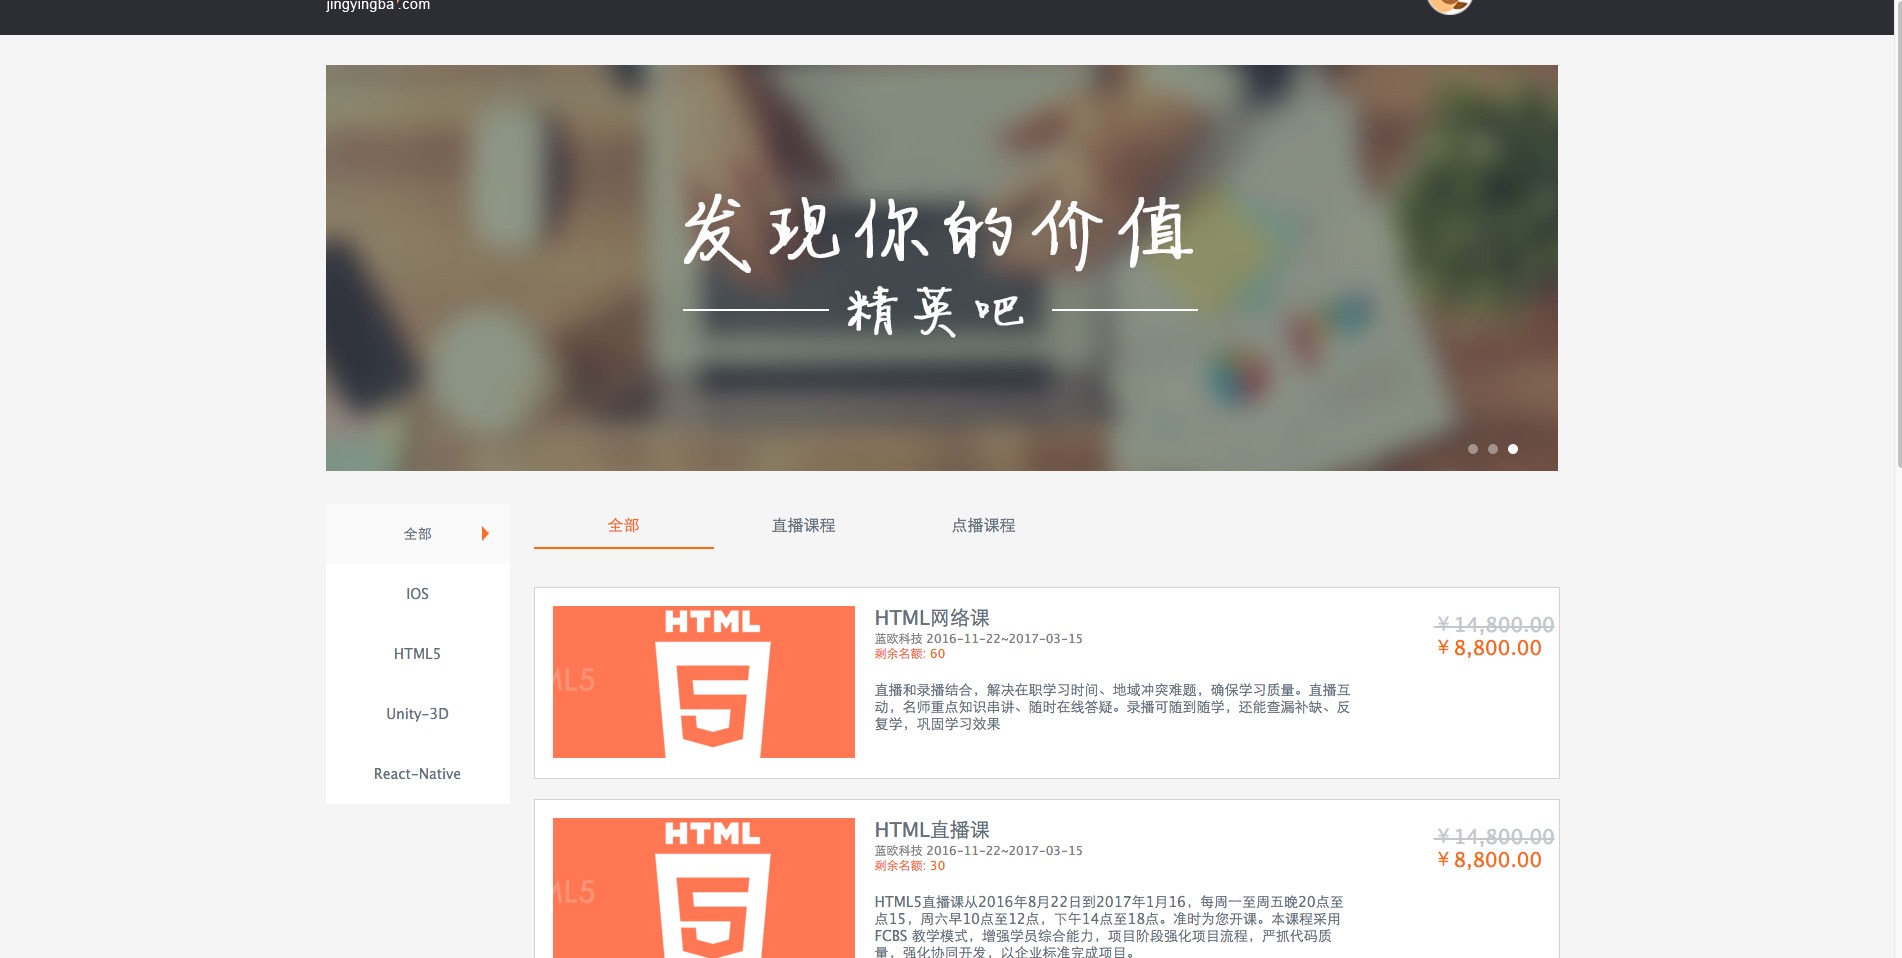 jingyingba.com
发现你的价值
精英吧
全部
IOS
HTML5
Unity-3D
React-Native
全部
直播课程
点播课程
HTML
HTML网络课
蓝欧科技 2016-11-22~2017-03-15
剩余名额: 60
直播和录播结合，解决在职学习时间、地域冲突难题，确保学习质量。直播互
动，名师重点知识串讲、随时在线答疑。录播可随到随学，还能查漏补缺、反
复学，巩固学习效果
￥14,800.00
￥8,800.00
HTML
HTML直播课
蓝欧科技 2016-11-22~2017-03-15
剩余名额: 30
HTML5直播课从2016年8月22日到2017年1月16，每周一至周五晚20点至
点15，周六早10点至12点，下午14点至18点。准时为您开课。本课程采用
FCBS 教学模式，增强学员综合能力，项目阶段强化项目流程，严抓代码质
量，强化协同开发，以企业标准完成项目。
￥14,800.00
￥8,800.00